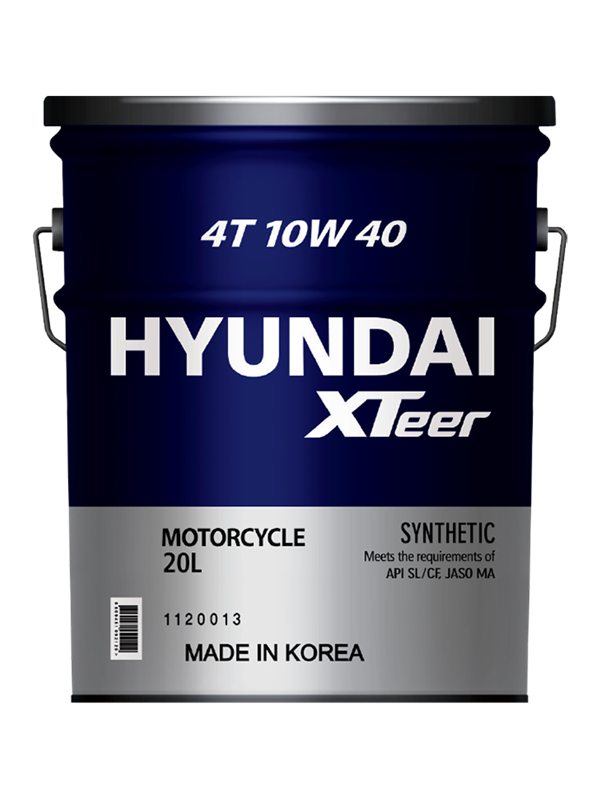 4T 10W 40
HYUNDAI
XTeer
MOTORCYCLE
20L
SYNTHETIC
Meets the requirements of
API SL/CF, JASO MA
1120013
MADE IN KOREA